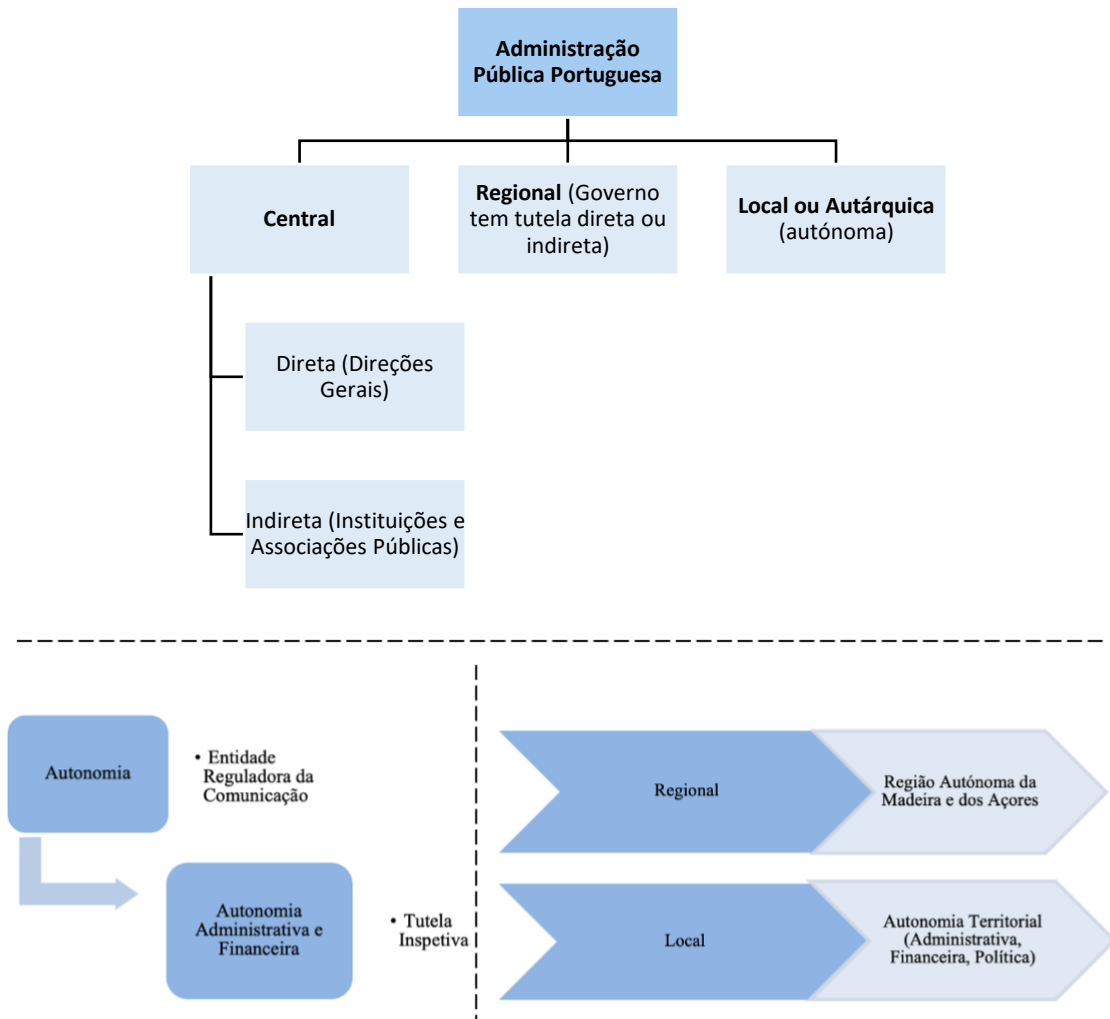 Administração
Pública Portuguesa
Central
Regional (Governo
tem tutela direta ou
indireta)
Local ou Autárquica
(autónoma)
Direta (Direções
Gerais)
Indireta (Instituições e
Associações Públicas)
Autonomia
• Entidade
Reguladora da
Comunicação
Autonomia
Administrativa e
Financeira
• Tutela
Inspetiva
Regional
Região Autónoma da
Madeira e dos Açores
Local
Autonomia Territorial
(Administrativa,
Financeira, Política)